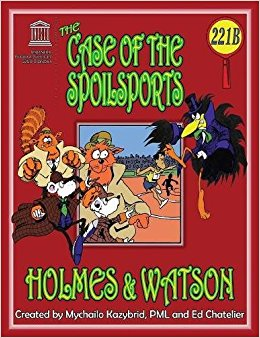 THE
CASE OF THE
SPOILSPORTS
221B
HOLMES & WATSON
Created by Mychailo Kazybrid, PML and Ed Chatelier